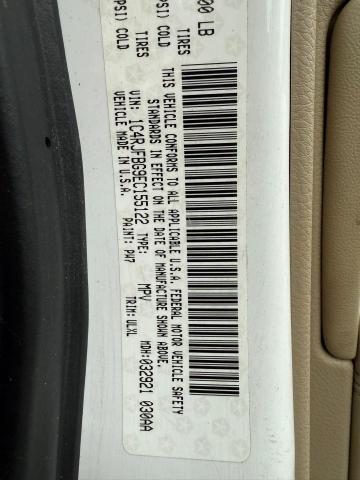 00 LB
TIRES
PSI) COLD
TIRES
PSI) COLD
THIS VEHICLE CONFORMS TO ALL APPLICABLE U.S.A. FEDERAL MOTOR VEHICLE SAFETY
STANDARDS IN EFFECT ON THE DATE OF MANUFACTURE SHOWN ABOVE.
VIN: 1C4RJFBG9EC155122 TYPE: MPV MDH:032921 030AA
VEHICLE MADE IN U.S.A. PAINT: PW7 TRIM:ULXL